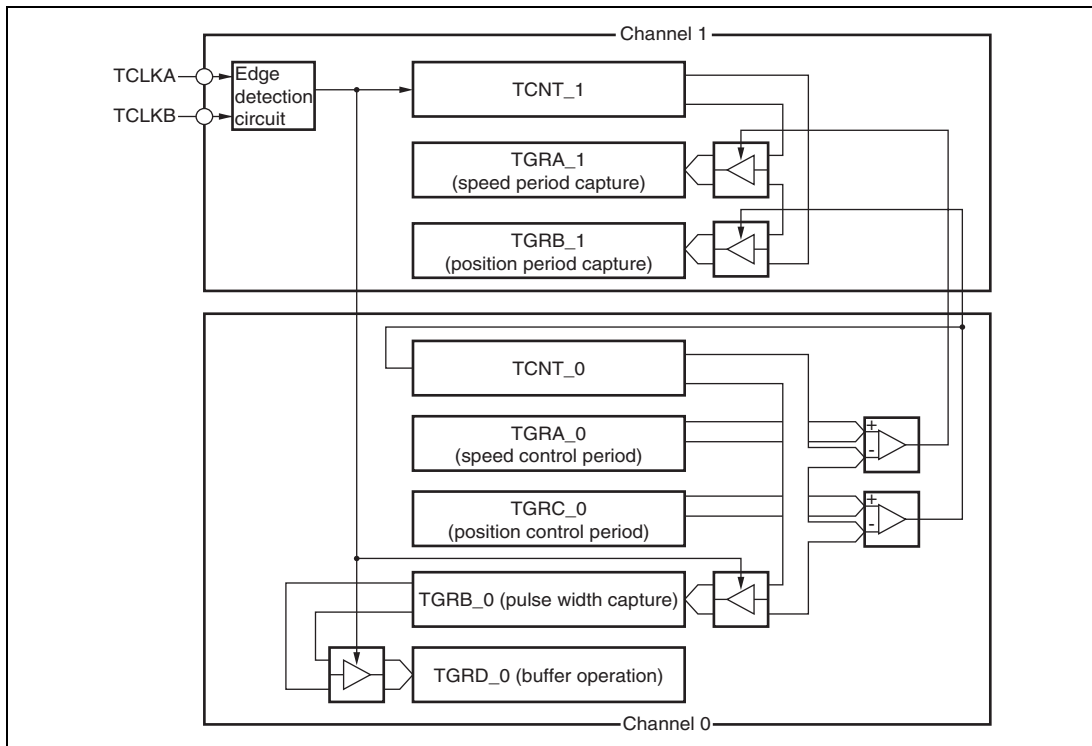 Channel 1
TCLKA
TCLKB
Edge
detection
circuit
TCNT_1
TGRA_1
(speed period capture)
TGRB_1
(position period capture)
TCNT_0
TGRA_0
(speed control period)
+
-
TGRC_0
(position control period)
+
-
TGRB_0 (pulse width capture)
TGRD_0 (buffer operation)
Channel 0